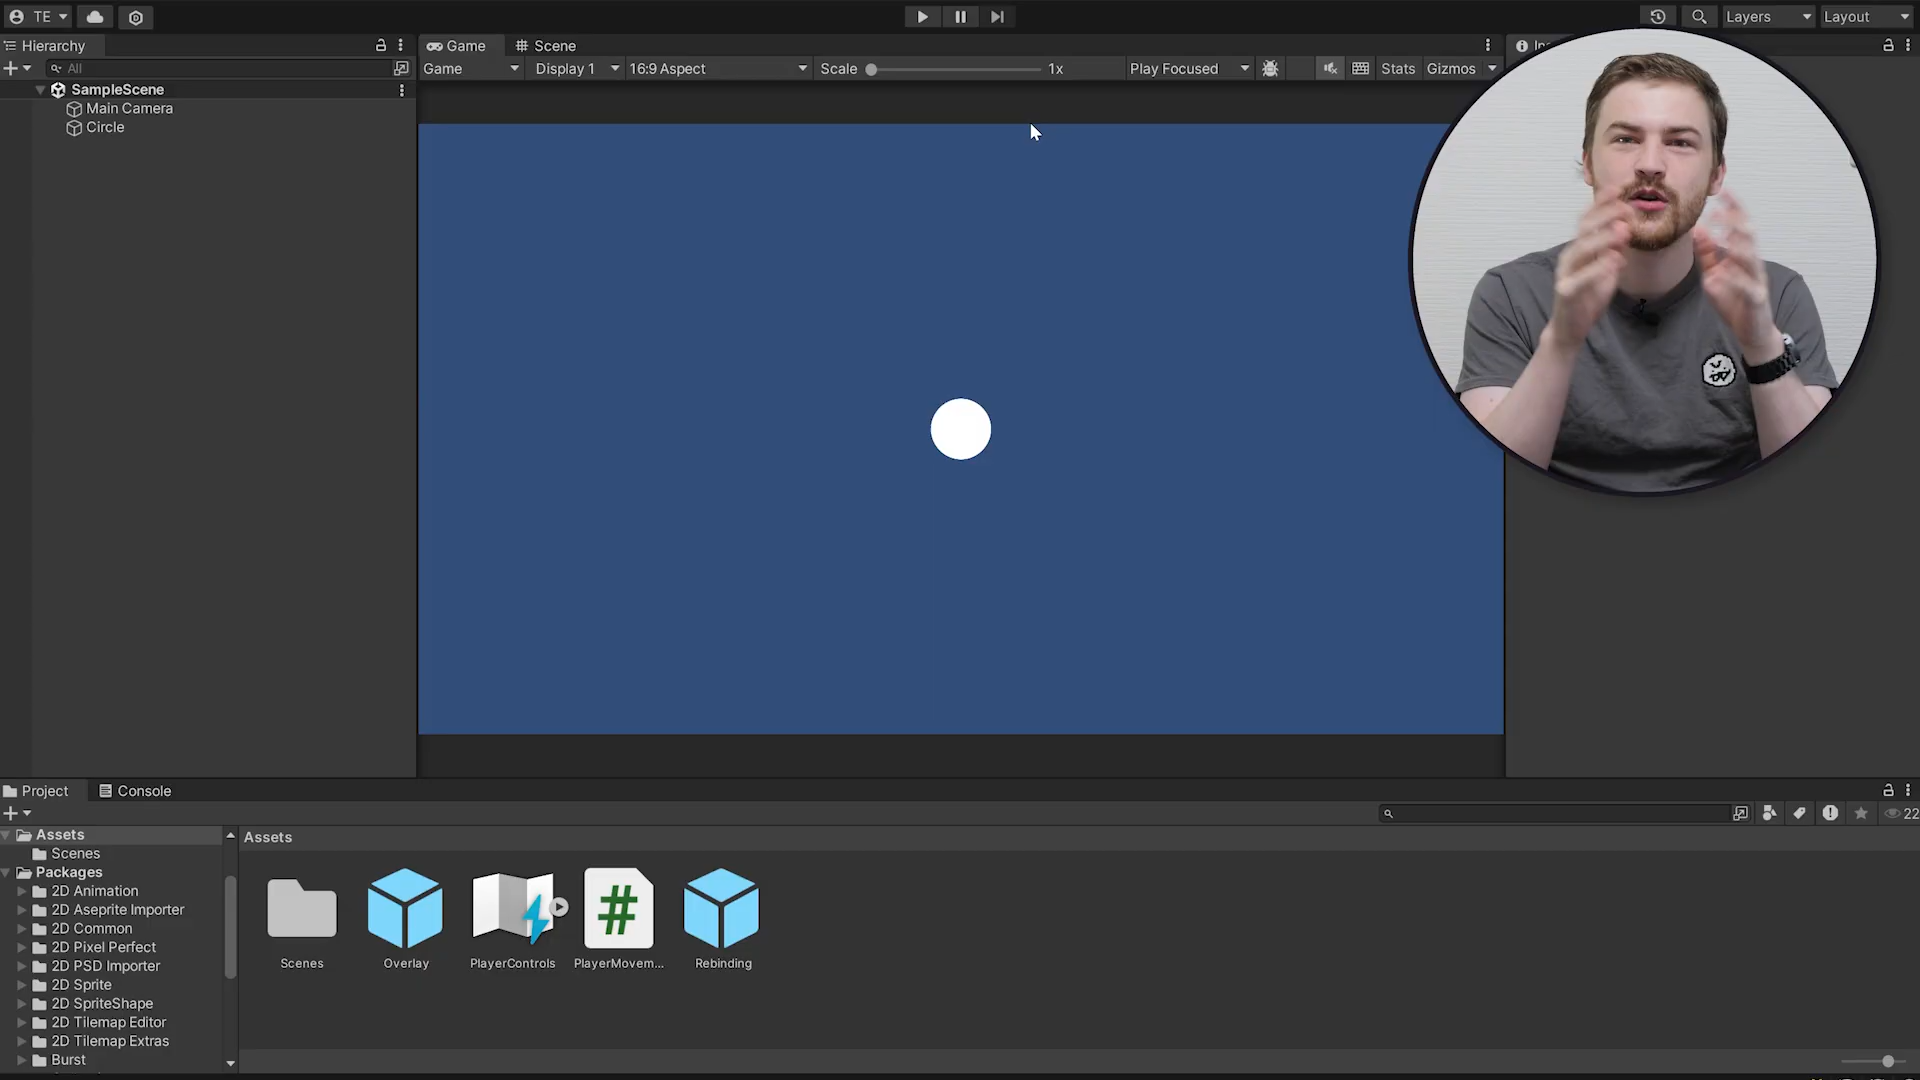 TE
Layers
Layout
Hierarchy
Game
Scene
All
Game
Display 1
16:9 Aspect
Scale
1x
Play Focused
Stats
Gizmos
SampleScene
Main Camera
Circle
Project
Console
22
Assets
Scenes
Packages
2D Animation
2D Aseprite Importer
2D Common
2D Pixel Perfect
2D PSD Importer
2D Sprite
2D SpriteShape
2D Tilemap Editor
2D Tilemap Extras
Burst
Assets
Scenes
Overlay
PlayerControls
PlayerMovem...
Rebinding